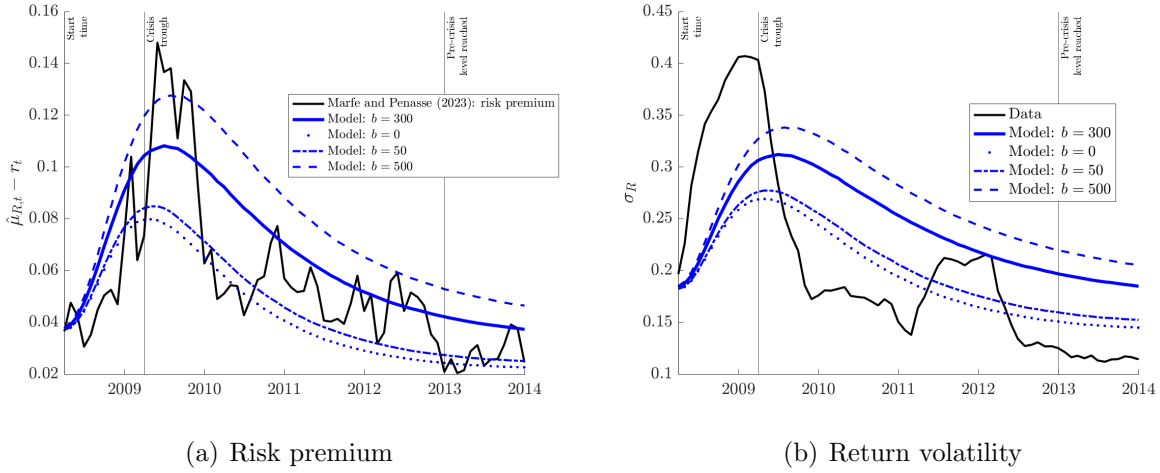 Start
time
Crisis
trough
Pre-crisis
level reached
0.16
0.14
0.12
0.1
0.08
0.06
0.04
0.02
μ̂_{R,t} − r_t
Marfe and Penasse (2023): risk premium
Model: b = 300
Model: b = 0
Model: b = 50
Model: b = 500
2009 2010 2011 2012 2013 2014
(a) Risk premium
Start
time
Crisis
trough
Pre-crisis
level reached
0.45
0.4
0.35
0.3
0.25
0.2
0.15
0.1
σ_R
Data
Model: b = 300
Model: b = 0
Model: b = 50
Model: b = 500
2009 2010 2011 2012 2013 2014
(b) Return volatility